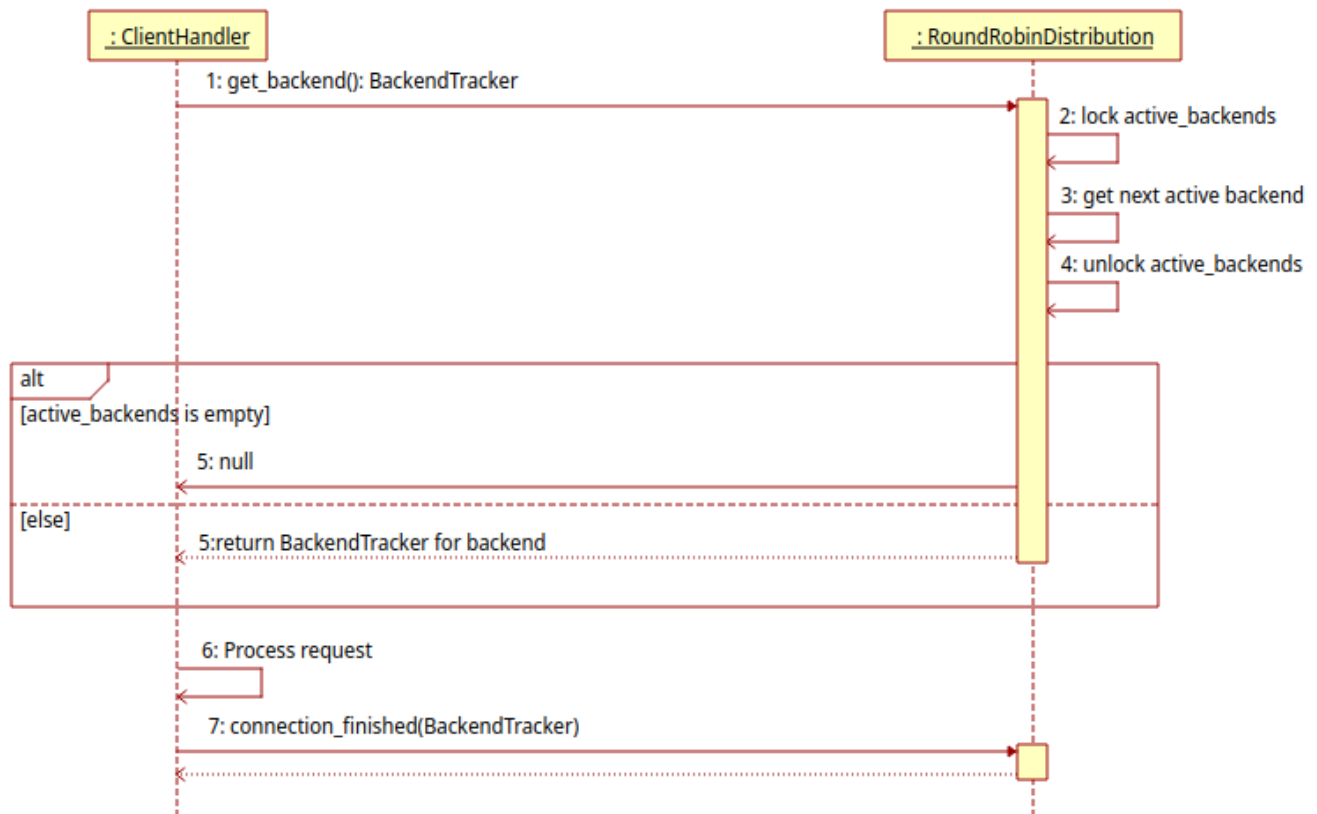 : ClientHandler
: RoundRobinDistribution
1: get_backend(): BackendTracker
2: lock active_backends
3: get next active backend
4: unlock active_backends
alt
[active_backends is empty]
5: null
[else]
5:return BackendTracker for backend
6: Process request
7: connection_finished(BackendTracker)